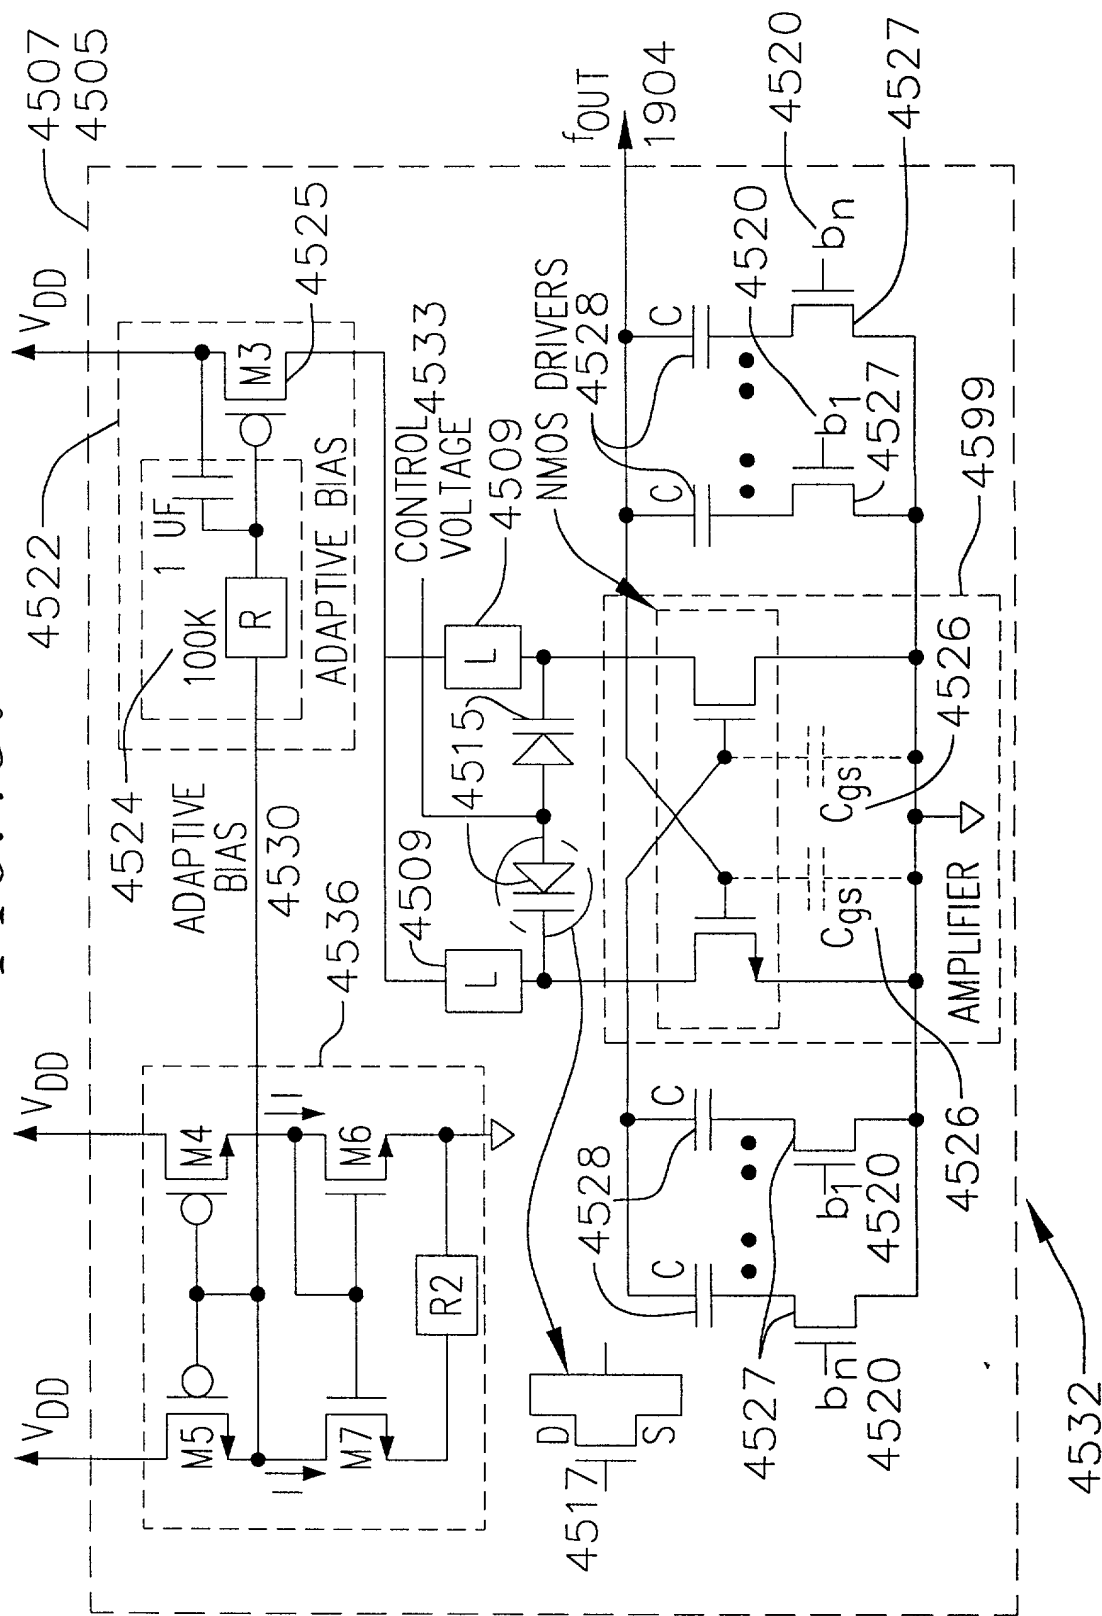 VDD
VDD
VDD
4507
4505
4522
4524
100K
1 UF
R
M3
4525
ADAPTIVE BIAS
ADAPTIVE
BIAS
4530
4536
M5
M4
I
I
M7
M6
R2
4509
4515
CONTROL
VOLTAGE
4533
4509
L
L
NMOS DRIVERS
4528
fOUT
1904
4517
D
S
4528
C
C
C
C
4527
bn
4520
b1
4520
4526
Cgs
Cgs
4526
AMPLIFIER
4599
b1
4520
4527
bn
4520
4527
4532